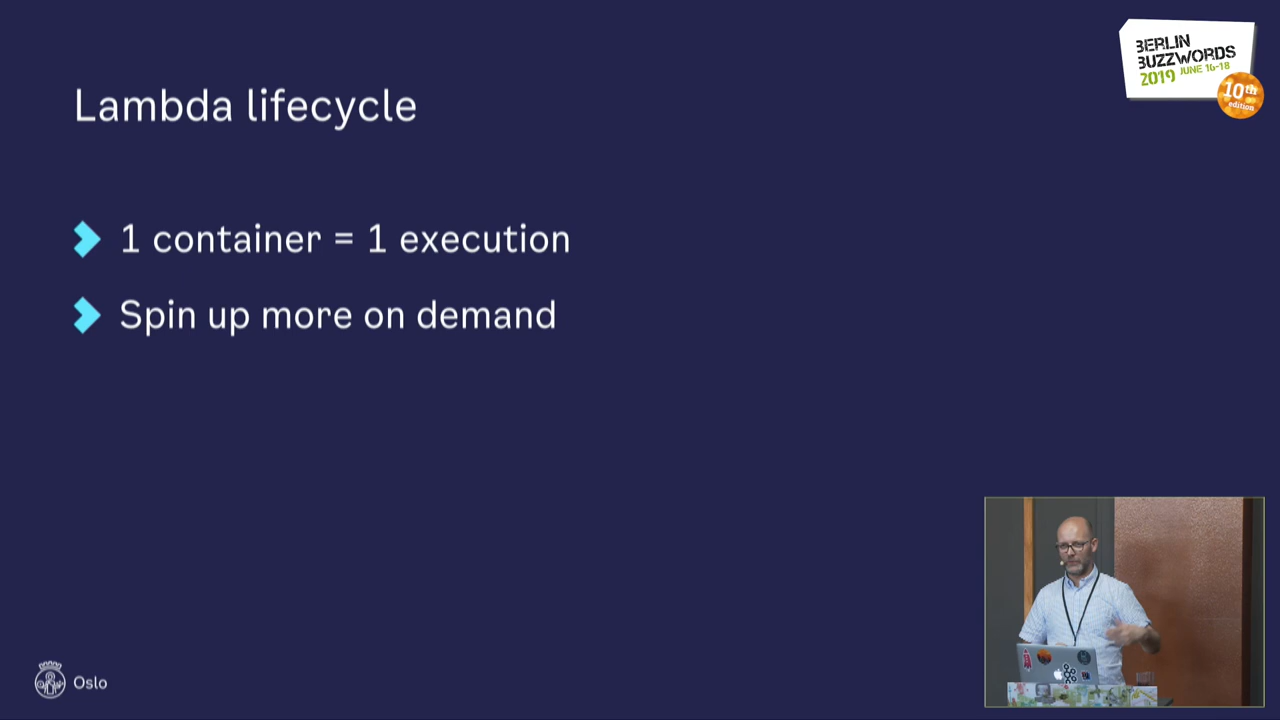 BERLIN
BUZZWORDS
2019 JUNE 16-18
10th
edition
Lambda lifecycle
1 container = 1 execution
Spin up more on demand
Oslo